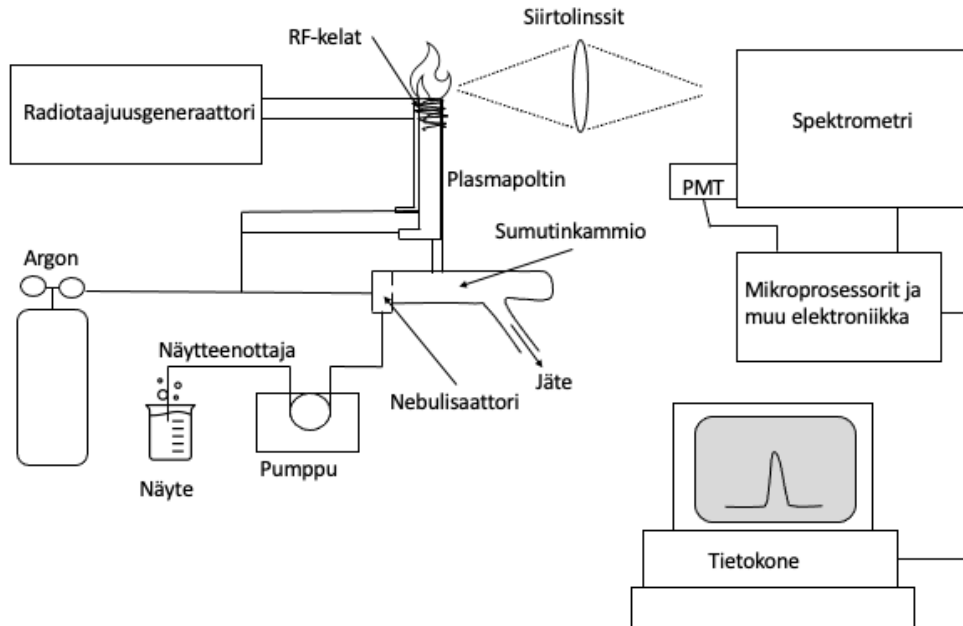 Siirtolinssit
RF-kelat
Radiotaajuusgeneraattori
Spektrometri
Plasmapoltin
PMT
Sumutinkammio
Argon
Mikroprosessorit ja
muu elektroniikka
Näytteenottaja
Jäte
Nebulisaattori
Pumppu
Näyte
Tietokone